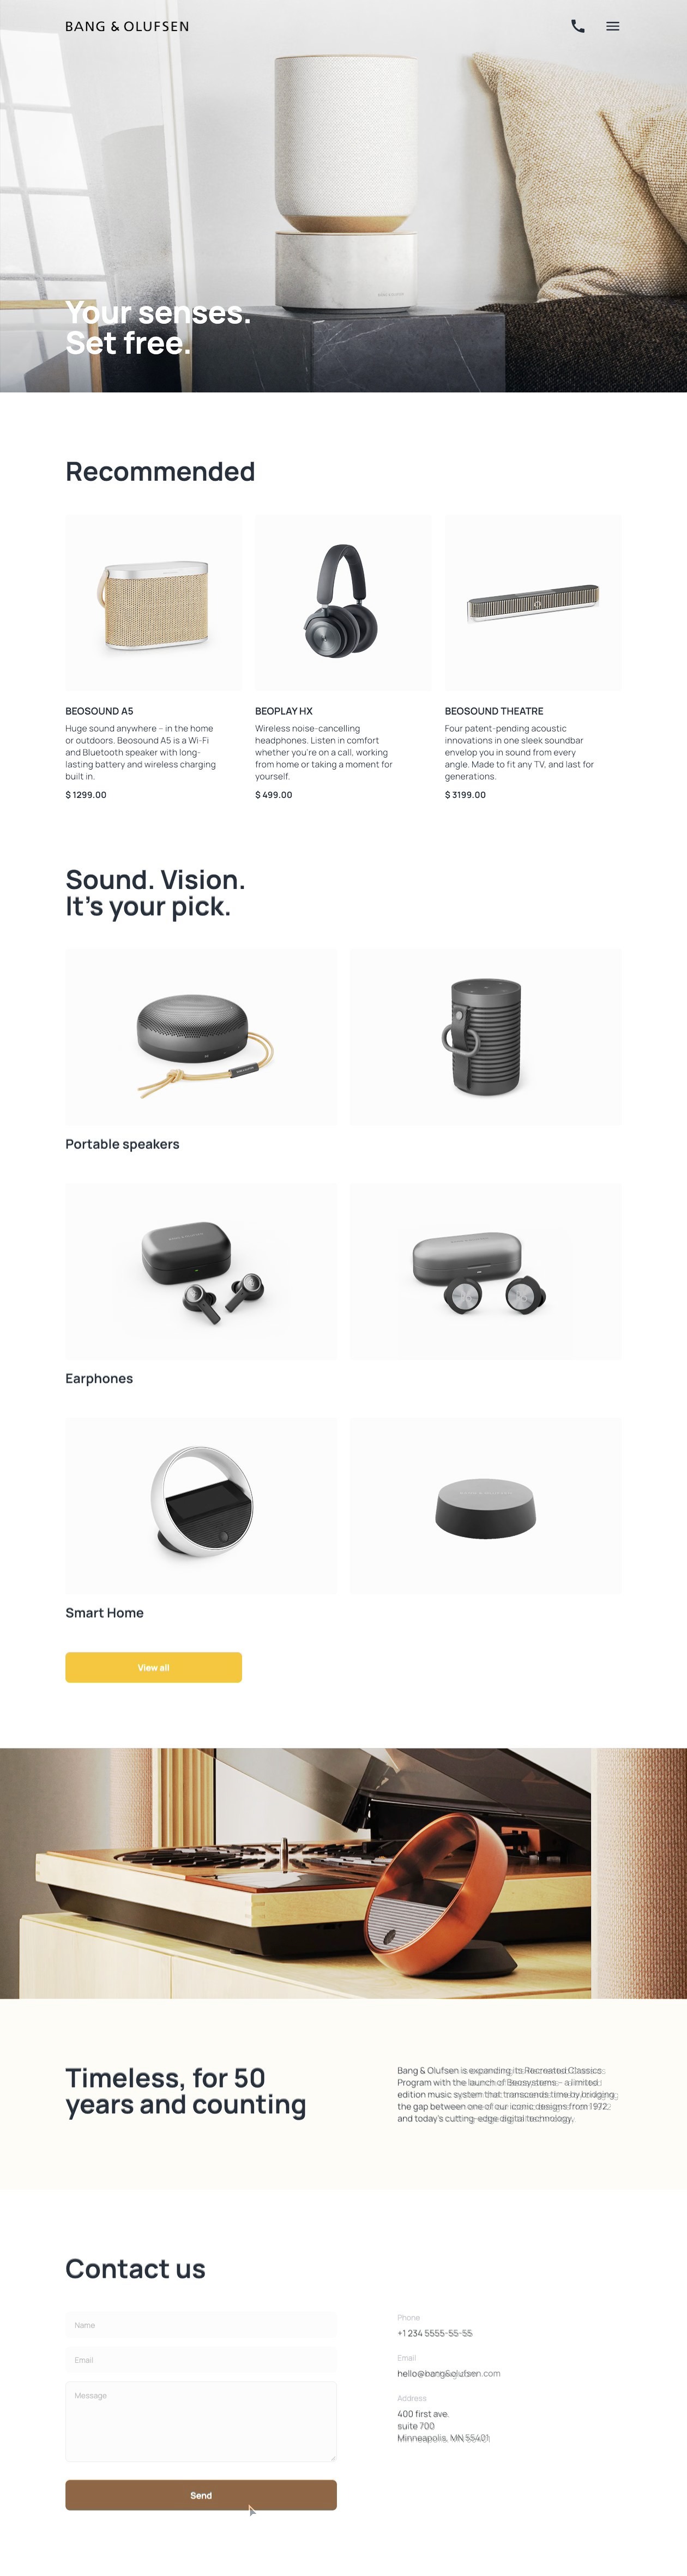 BANG & OLUFSEN
Your senses.
Set free.
Recommended
BEOSOUND A5
Huge sound anywhere – in the home
or outdoors. Beosound A5 is a Wi-Fi
and Bluetooth speaker with long-
lasting battery and wireless charging
built in.
$ 1299.00
BEOPLAY HX
Wireless noise-cancelling
headphones. Listen in comfort
whether you're on a call, working
from home or taking a moment for
yourself.
$ 499.00
BEOSOUND THEATRE
Four patent-pending acoustic
innovations in one sleek soundbar
envelop you in sound from every
angle. Made to fit any TV, and last for
generations.
$ 3199.00
Sound. Vision.
It's your pick.
Portable speakers
Earphones
Smart Home
View all
Timeless, for 50
years and counting
Bang & Olufsen is expanding its Recreated Classics
Program with the launch of Beosystems – a limited
edition music system that transcends time by bridging
the gap between one of our iconic designs from 1972
and today's cutting-edge digital technology.
Contact us
Name
Email
Message
Send
Phone
+1 234 5555-55-55
Email
hello@bang&olufsen.com
Address
400 first ave.
suite 700
Minneapolis, MN 55401